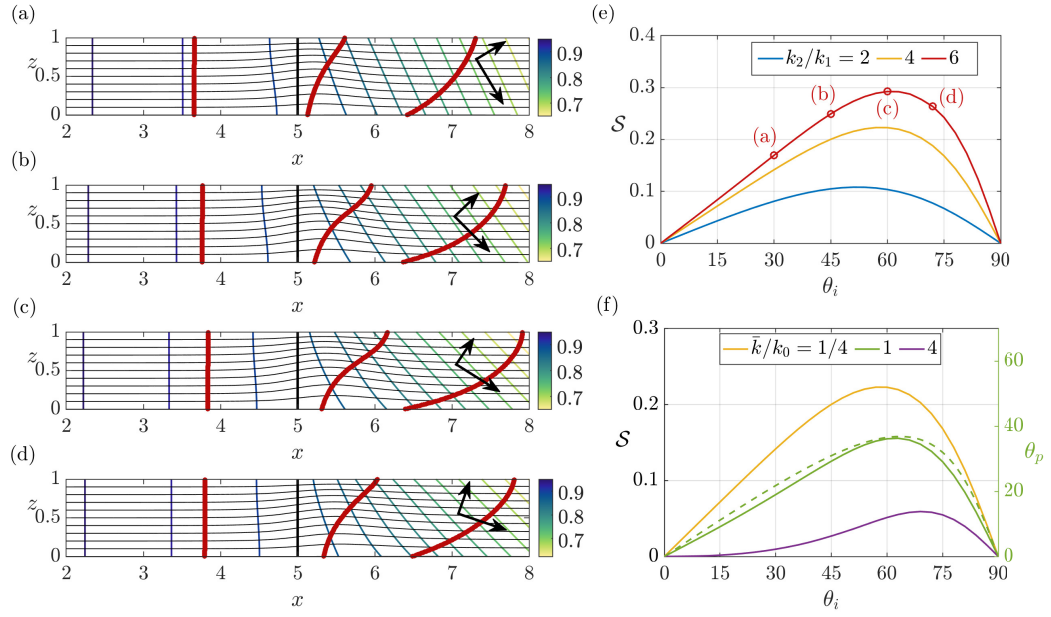 (a)
1
z 0.5
0
2 3 4 5 6 7 8
x
0.9
0.8
0.7
(b)
1
z 0.5
0
2 3 4 5 6 7 8
x
0.9
0.8
0.7
(c)
1
z 0.5
0
2 3 4 5 6 7 8
x
0.9
0.8
0.7
(d)
1
z 0.5
0
2 3 4 5 6 7 8
x
0.9
0.8
0.7
(e)
0.4
0.3
0.2
0.1
0
S
k₂/k₁ = 2 4 6
(a)
(b)
(c)
(d)
0 15 30 45 60 75 90
θᵢ
(f)
0.3
0.2
0.1
0
S
k̄/k₀ = 1/4 1 4
60
40
20
0
θₚ
0 15 30 45 60 75 90
θᵢ